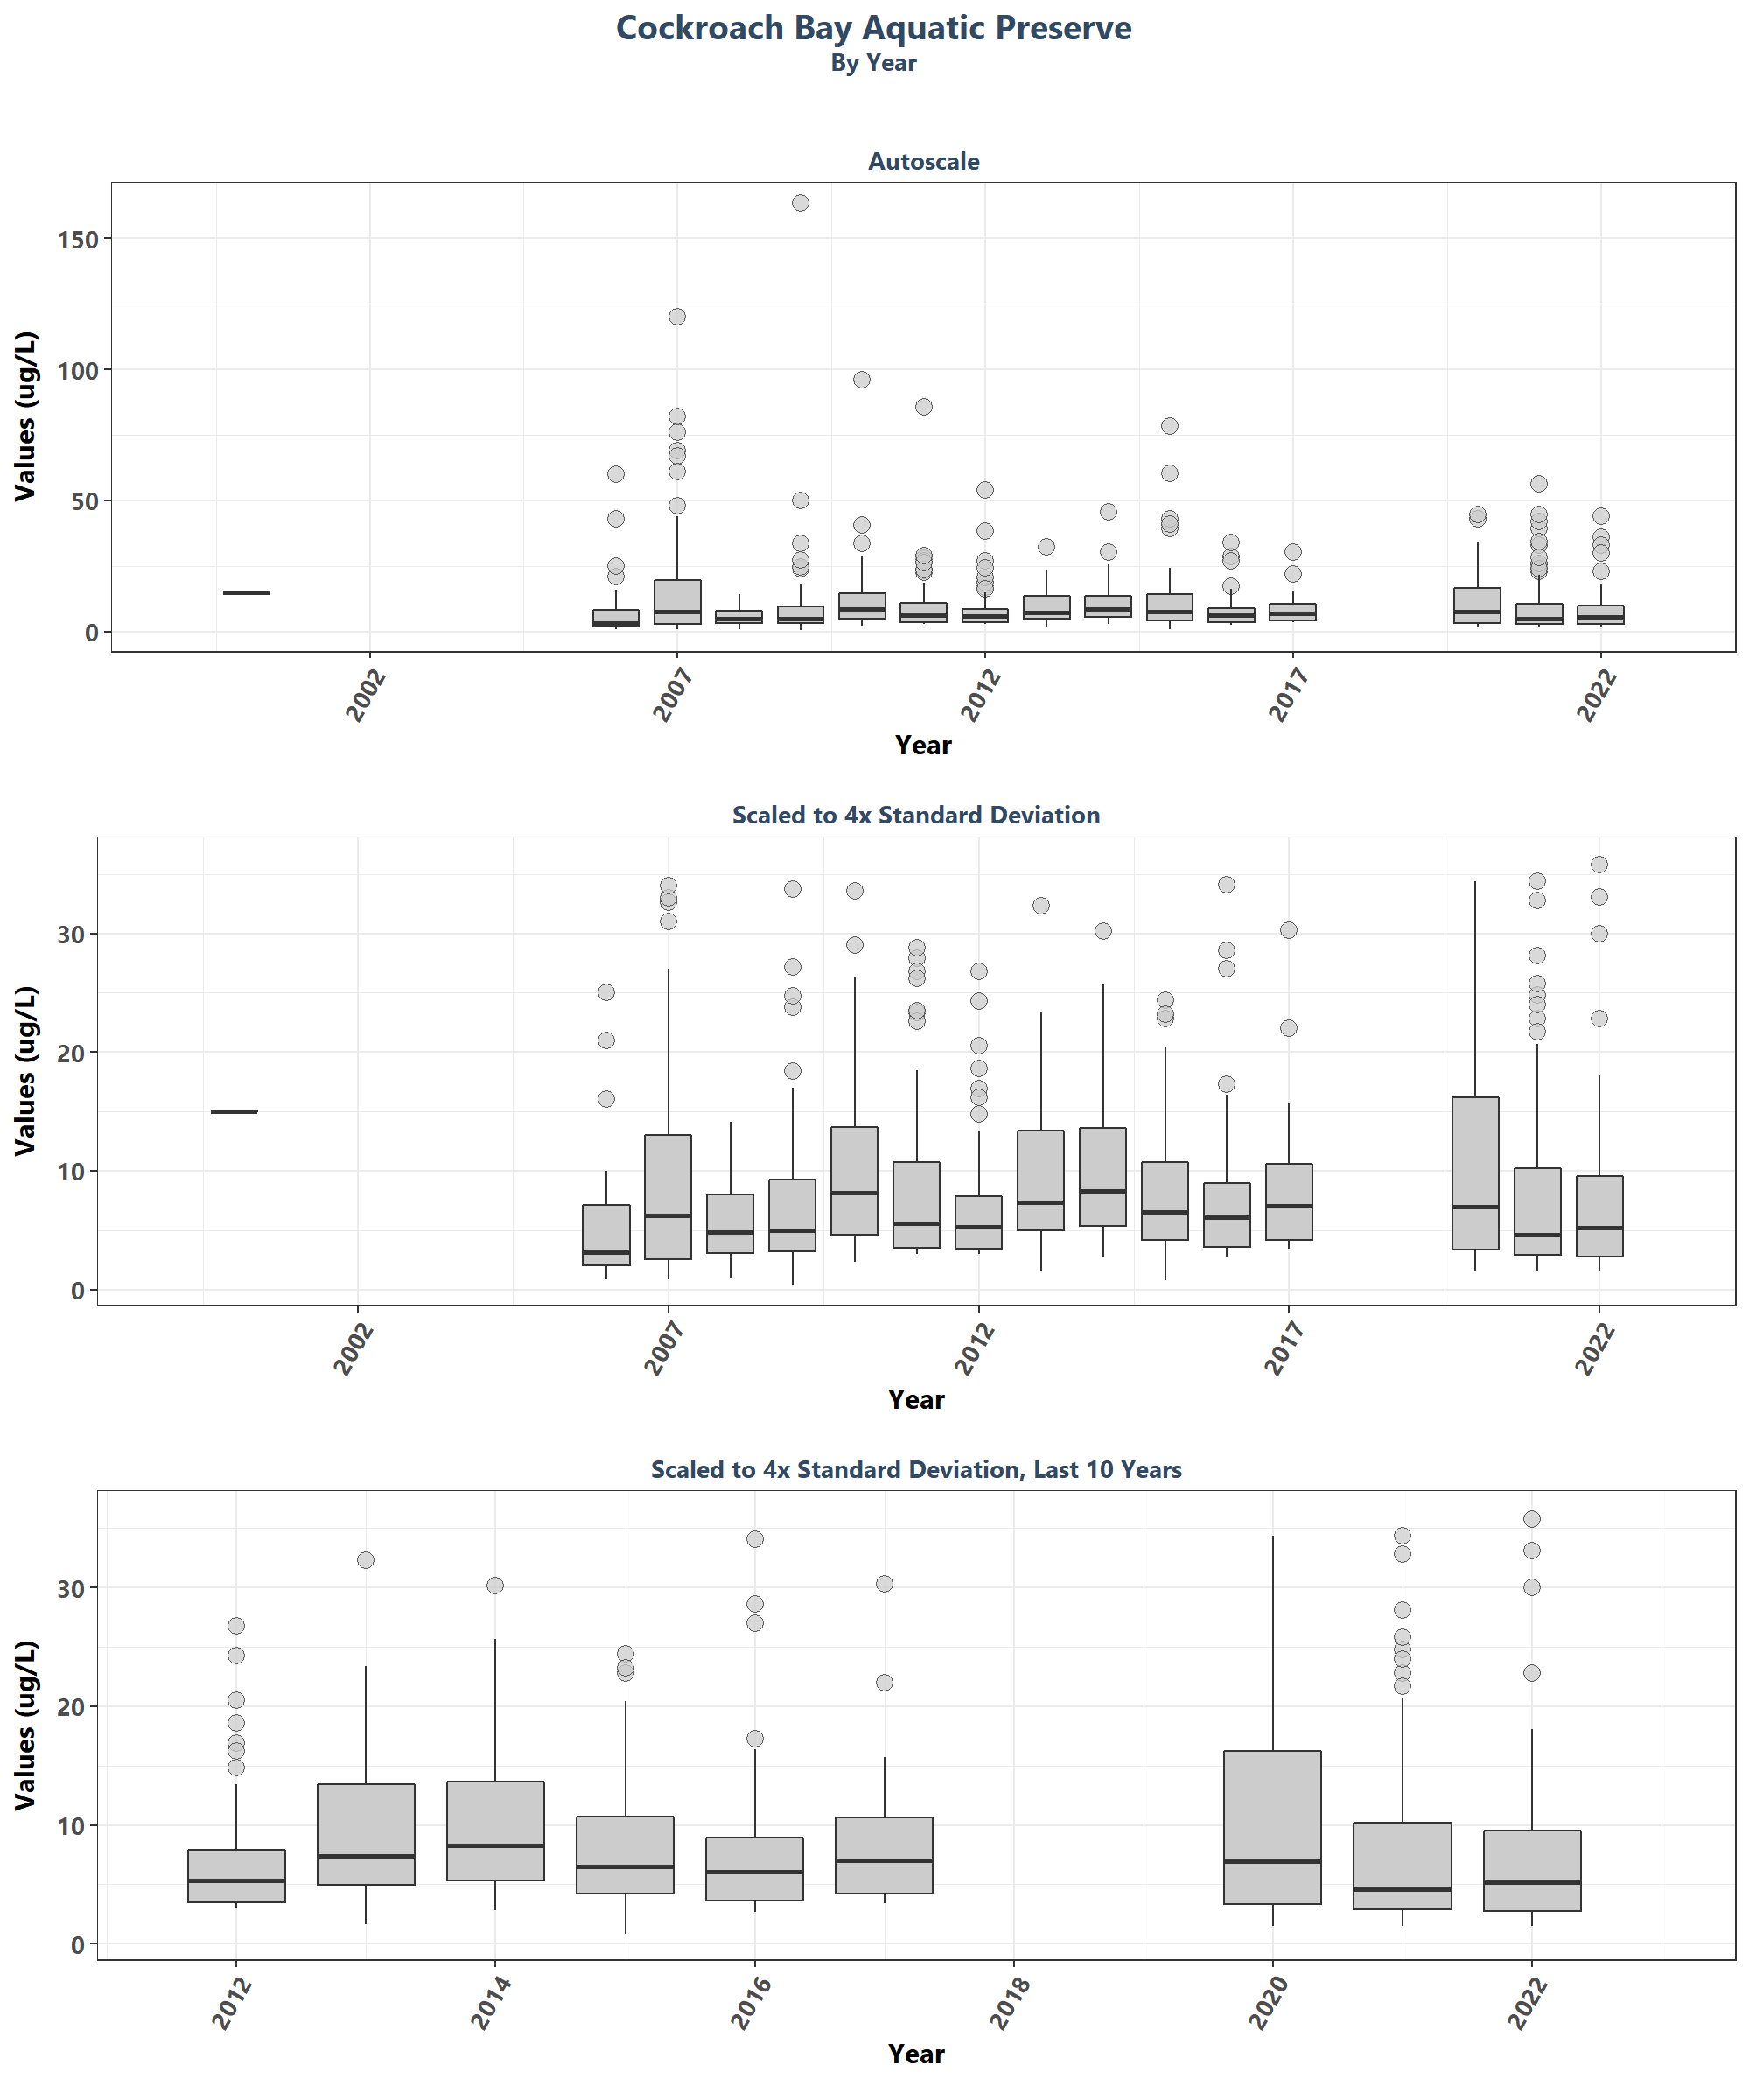 Cockroach Bay Aquatic Preserve
By Year
Autoscale
Values (ug/L)
150
100
50
0
2002 2007 2012 2017 2022
Year
Scaled to 4x Standard Deviation
Values (ug/L)
30
20
10
0
2002 2007 2012 2017 2022
Year
Scaled to 4x Standard Deviation, Last 10 Years
Values (ug/L)
30
20
10
0
2012 2014 2016 2018 2020 2022
Year